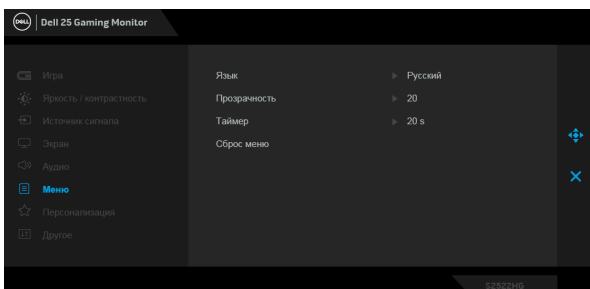 DELL Dell 25 Gaming Monitor
Игра
Яркость / контрастность
Источник сигнала
Экран
Аудио
Меню
Персонализация
Другое
Язык Русский
Прозрачность 20
Таймер 20 s
Сброс меню
S2522HG